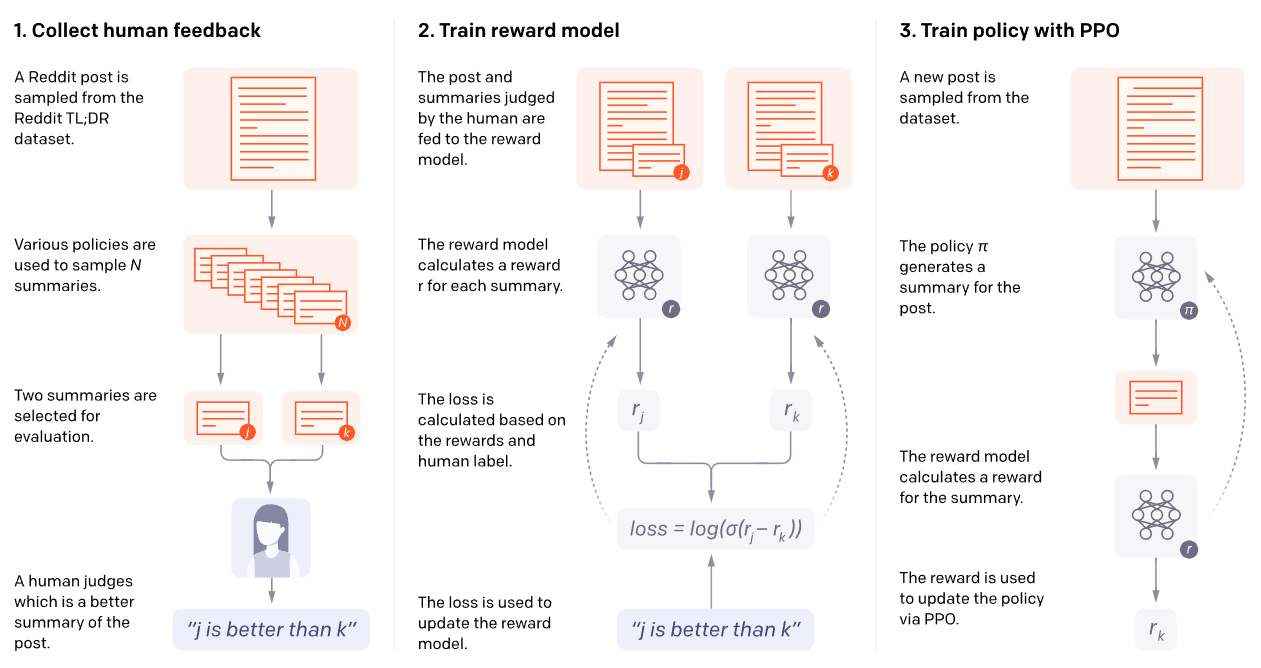 1. Collect human feedback
A Reddit post is
sampled from the
Reddit TL;DR
dataset.
Various policies are
used to sample N
summaries.
N
Two summaries are
selected for
evaluation.
j
k
A human judges
which is a better
summary of the
post.
“j is better than k”
2. Train reward model
The post and
summaries judged
by the human are
fed to the reward
model.
j
k
The reward model
calculates a reward
r for each summary.
r
r
The loss is
calculated based on
the rewards and
human label.
rj
rk
loss = log(σ(rj – rk))
The loss is used to
update the reward
model.
“j is better than k”
3. Train policy with PPO
A new post is
sampled from the
dataset.
The policy π
generates a
summary for the
post.
π
The reward model
calculates a reward
for the summary.
r
The reward is used
to update the policy
via PPO.
rk